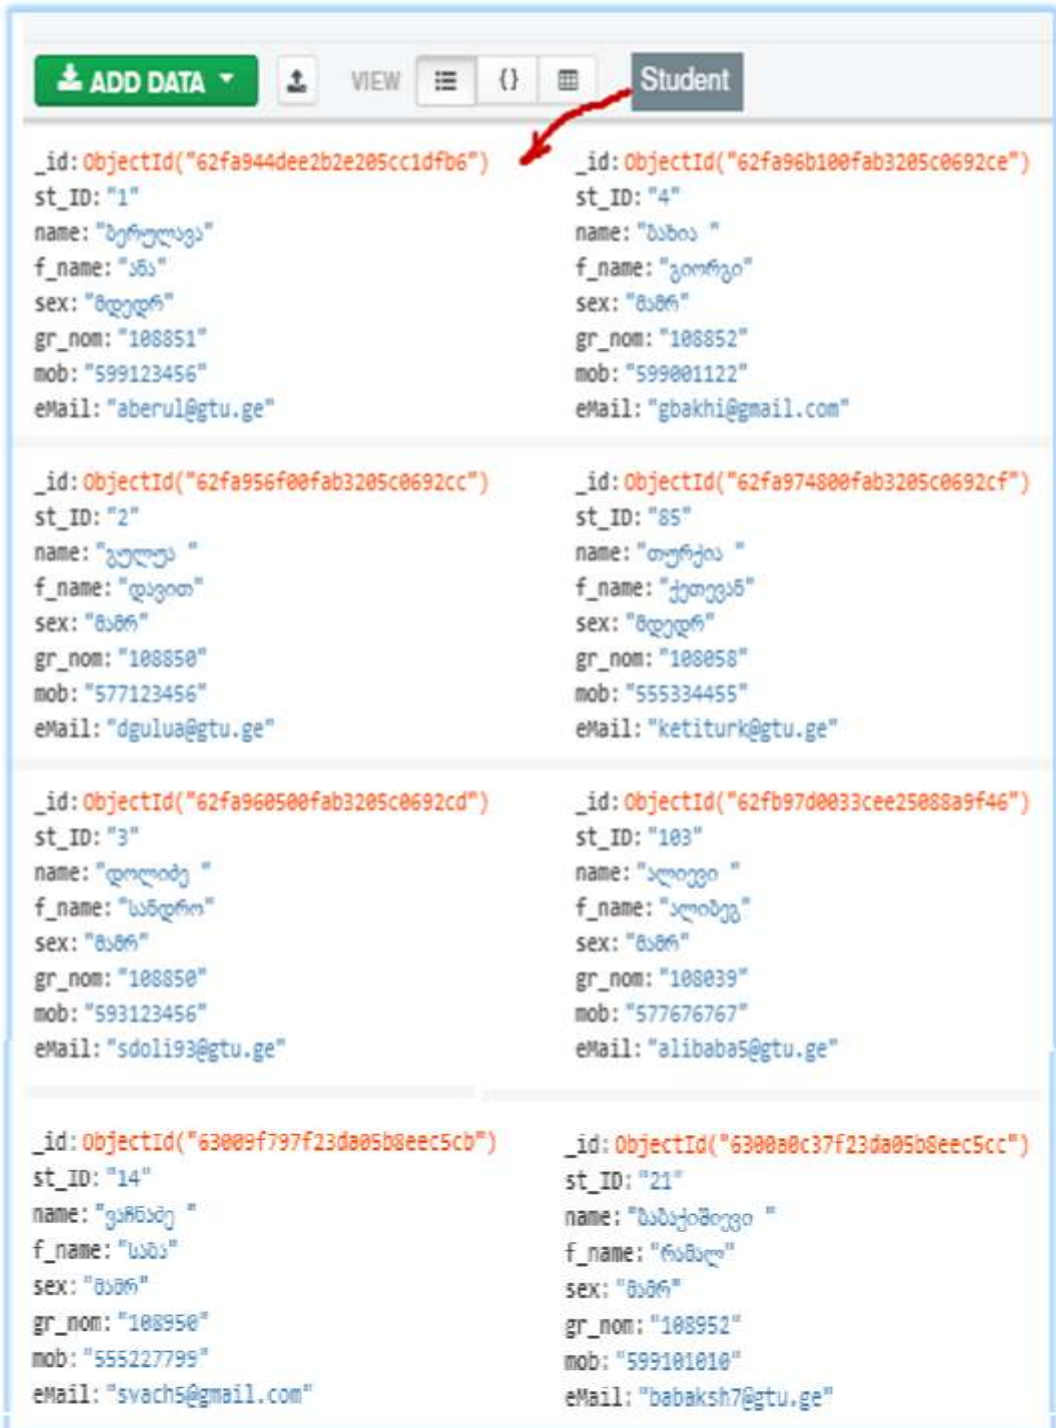 ADD DATA VIEW {} Student
_id: ObjectId("62fa944dee2b2e205cc1dfb6")
st_ID: "1"
name: "ბერულავა"
f_name: "ანა"
sex: "მდედრ"
gr_nom: "108851"
mob: "599123456"
eMail: "aberul@gtu.ge"
_id: ObjectId("62fa96b100fab3205c0692ce")
st_ID: "4"
name: "ბახია "
f_name: "გიორგი"
sex: "მამრ"
gr_nom: "108852"
mob: "599001122"
eMail: "gbakhi@gmail.com"
_id: ObjectId("62fa956f00fab3205c0692cc")
st_ID: "2"
name: "გულუა "
f_name: "დავით"
sex: "მამრ"
gr_nom: "108850"
mob: "577123456"
eMail: "dgulua@gtu.ge"
_id: ObjectId("62fa974800fab3205c0692cf")
st_ID: "85"
name: "თურქია "
f_name: "ქეთევან"
sex: "მდედრ"
gr_nom: "108058"
mob: "555334455"
eMail: "ketiturk@gtu.ge"
_id: ObjectId("62fa960500fab3205c0692cd")
st_ID: "3"
name: "დოლიძე "
f_name: "სანდრო"
sex: "მამრ"
gr_nom: "108850"
mob: "593123456"
eMail: "sdoli93@gtu.ge"
_id: ObjectId("62fb97d0033cee25088a9f46")
st_ID: "103"
name: "ალიევი "
f_name: "ალიბეგ"
sex: "მამრ"
gr_nom: "108039"
mob: "577676767"
eMail: "alibaba5@gtu.ge"
_id: ObjectId("63009f797f23da05b8eec5cb")
st_ID: "14"
name: "ვაჩნაძე "
f_name: "საბა"
sex: "მამრ"
gr_nom: "108950"
mob: "555227799"
eMail: "svach5@gmail.com"
_id: ObjectId("6300a0c37f23da05b8eec5cc")
st_ID: "21"
name: "ბაბაქიშიევი "
f_name: "რამალ"
sex: "მამრ"
gr_nom: "108952"
mob: "599101010"
eMail: "babaksh7@gtu.ge"